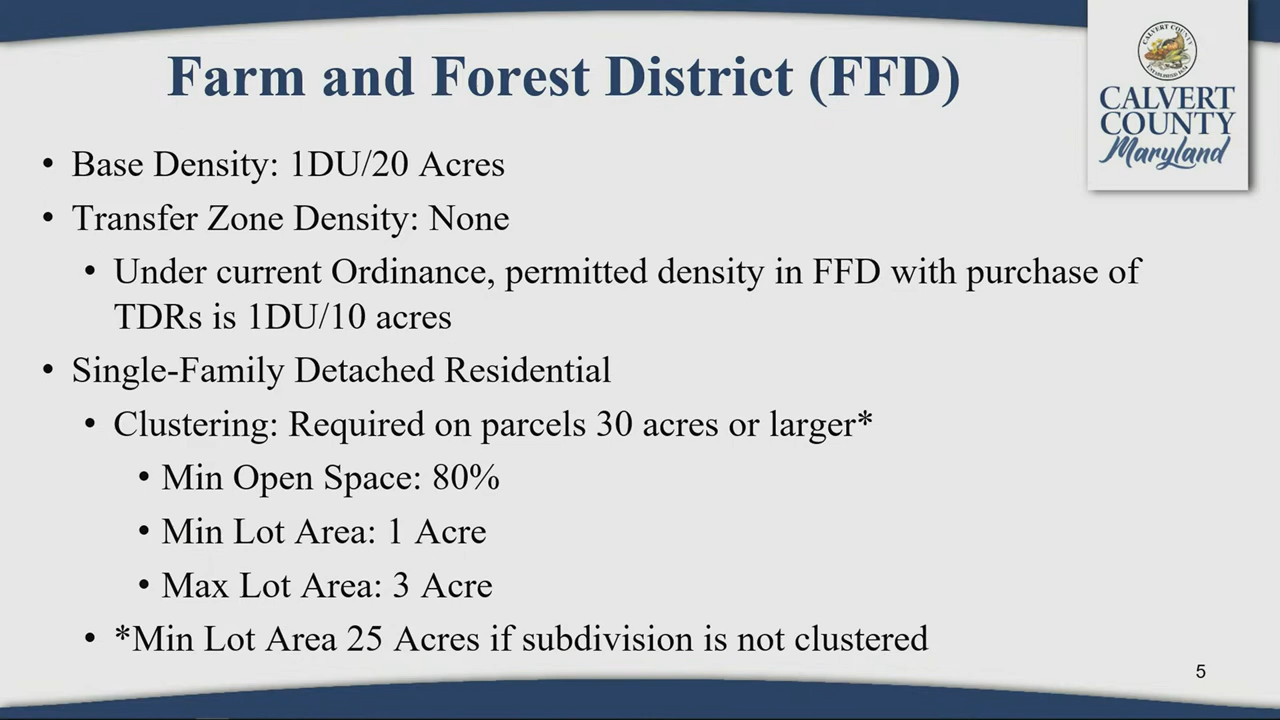 Farm and Forest District (FFD)
CALVERT COUNTY
CALVERT
COUNTY
Maryland
• Base Density: 1DU/20 Acres
• Transfer Zone Density: None
• Under current Ordinance, permitted density in FFD with purchase of
TDRs is 1DU/10 acres
• Single-Family Detached Residential
• Clustering: Required on parcels 30 acres or larger*
• Min Open Space: 80%
• Min Lot Area: 1 Acre
• Max Lot Area: 3 Acre
• *Min Lot Area 25 Acres if subdivision is not clustered
5